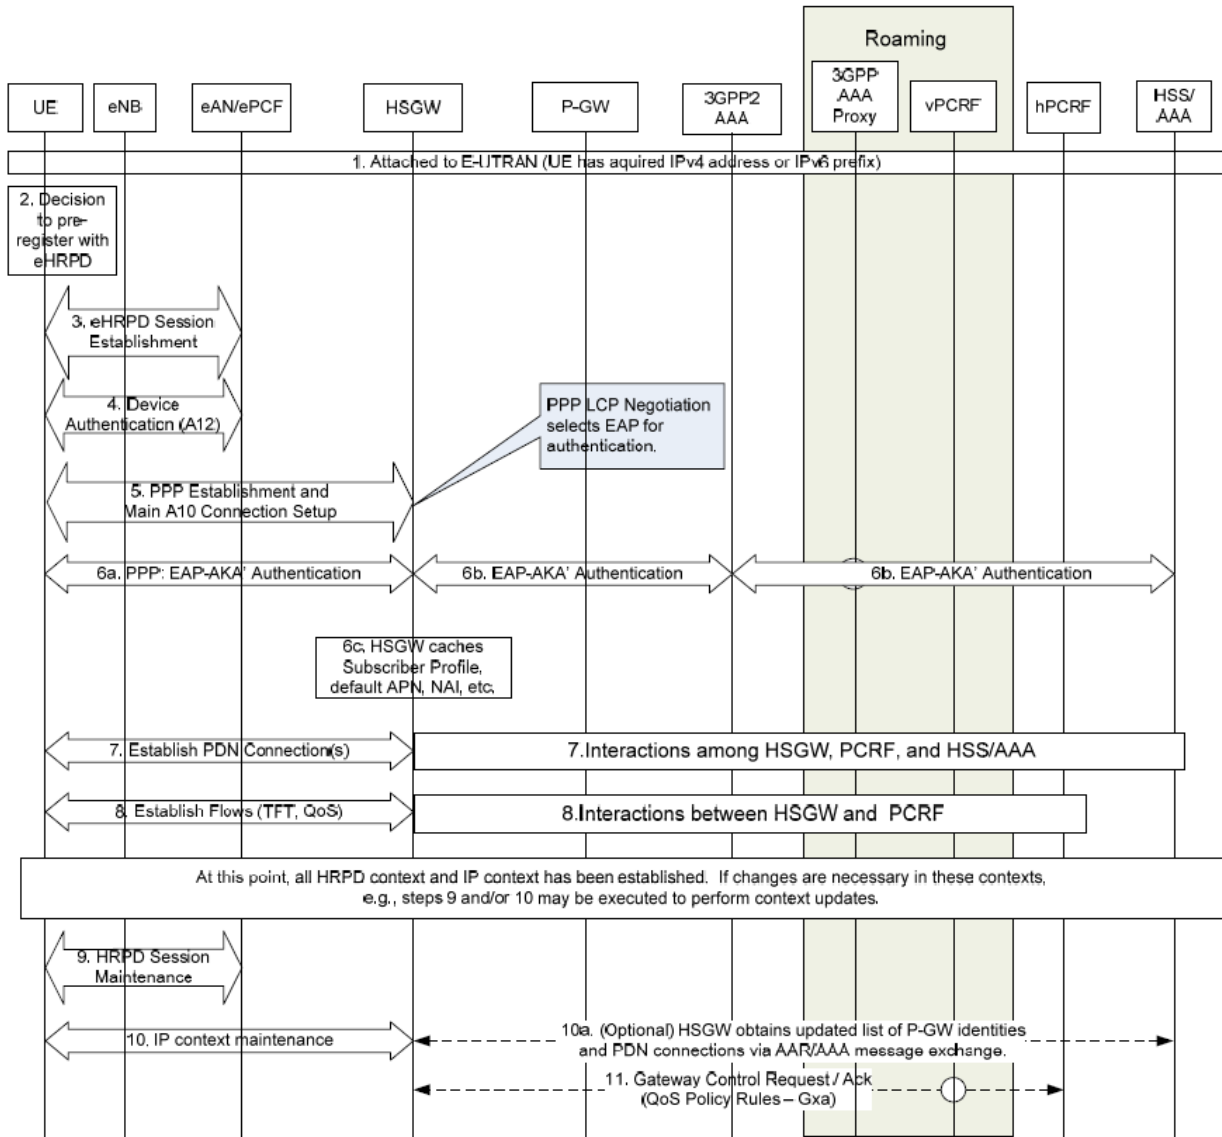 Roaming
UE
eNB
eAN/ePCF
HSGW
P-GW
3GPP2
AAA
3GPP
AAA
Proxy
vPCRF
hPCRF
HSS/
AAA
1. Attached to E-UTRAN (UE has aquired IPv4 address or IPv6 prefix)
2. Decision
to pre-
register with
eHRPD
3. eHRPD Session
Establishment
4. Device
Authentication (A12)
PPP LCP Negotiation
selects EAP for
authentication.
5. PPP Establishment and
Main A10 Connection Setup
6a. PPP: EAP-AKA' Authentication
6b. EAP-AKA' Authentication
6b. EAP-AKA' Authentication
6c. HSGW caches
Subscriber Profile,
default APN, NAI, etc.
7. Establish PDN Connection(s)
7.Interactions among HSGW, PCRF, and HSS/AAA
8. Establish Flows (TFT, QoS)
8.Interactions between HSGW and PCRF
At this point, all HRPD context and IP context has been established. If changes are necessary in these contexts,
e.g., steps 9 and/or 10 may be executed to perform context updates.
9. HRPD Session
Maintenance
10. IP context maintenance
10a. (Optional) HSGW obtains updated list of P-GW identities
and PDN connections via AAR/AAA message exchange.
11. Gateway Control Request / Ack
(QoS Policy Rules – Gxa)